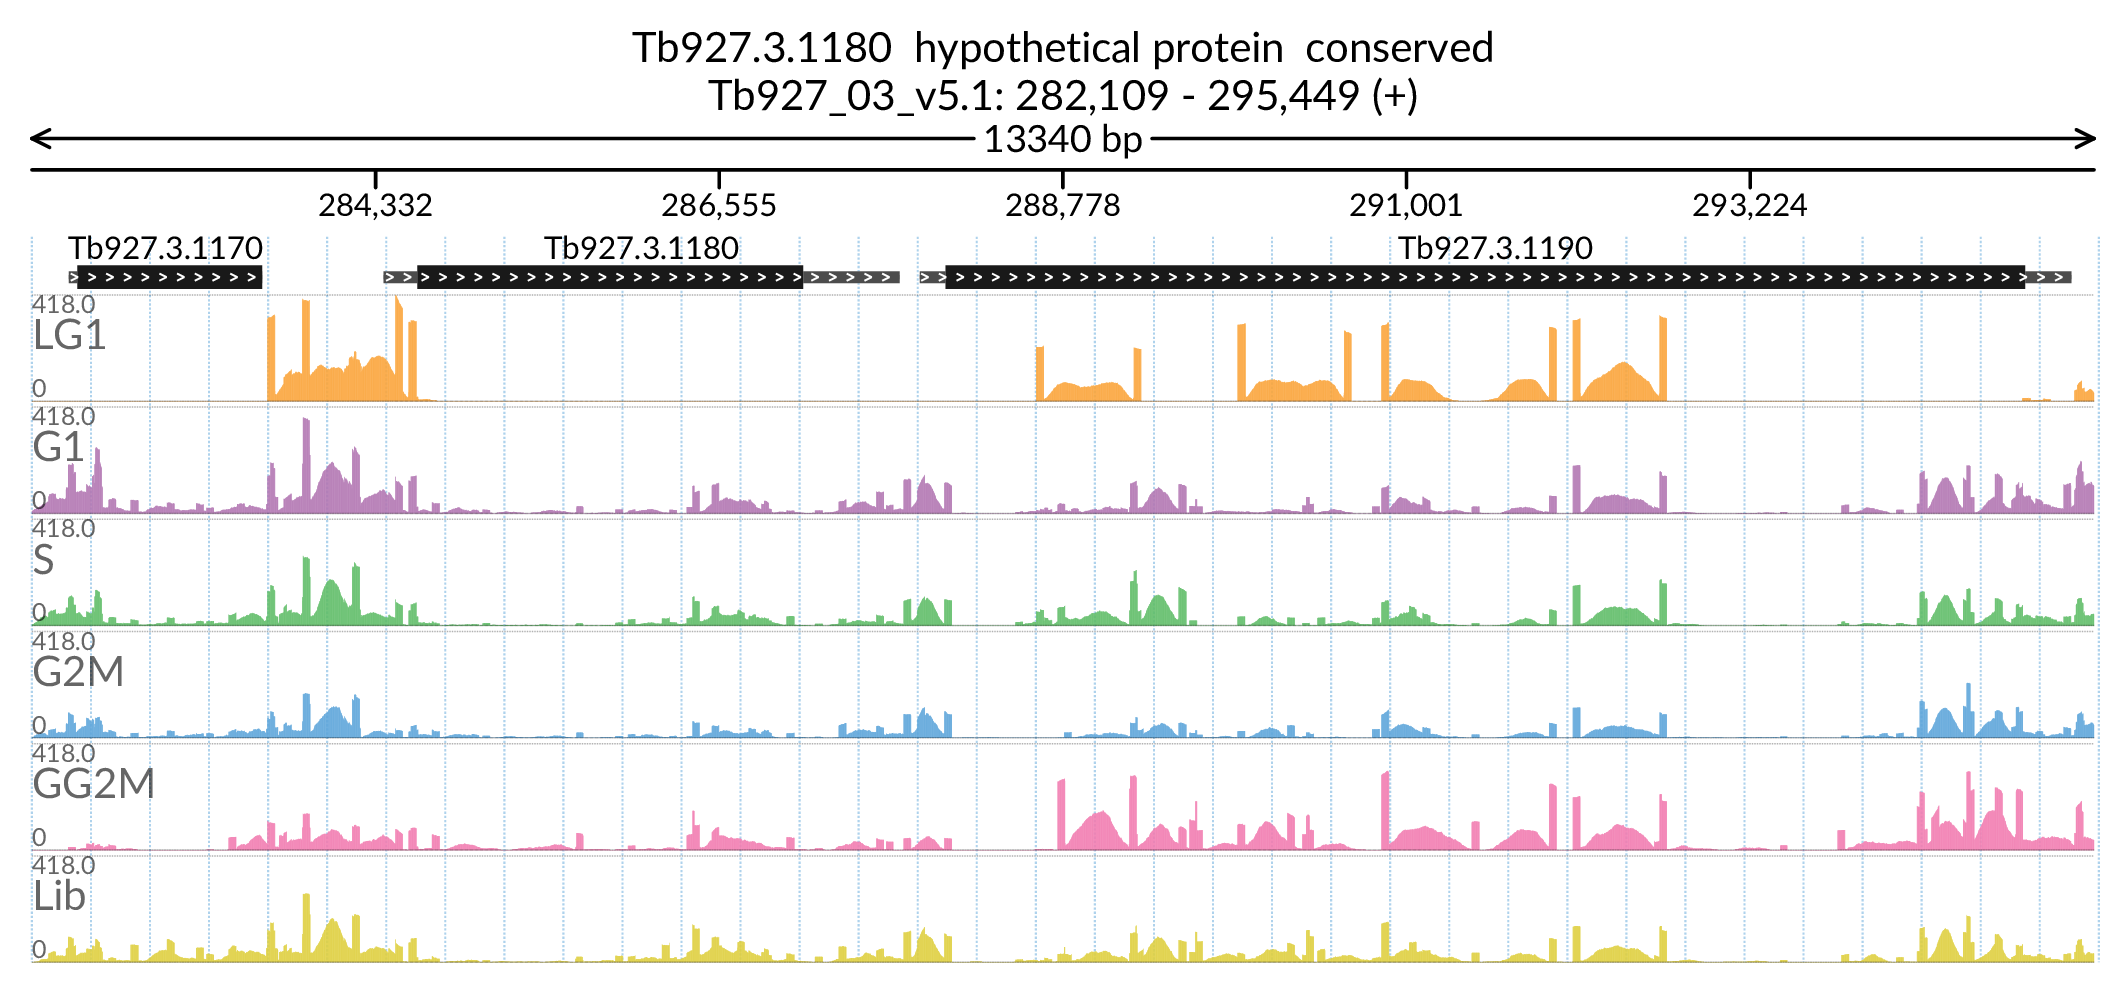 Tb927.3.1180  hypothetical protein  conserved
Tb927_03_v5.1: 282,109 - 295,449 (+)
13340 bp
284,332 286,555 288,778 291,001 293,224
Tb927.3.1170 Tb927.3.1180 Tb927.3.1190
418.0
LG1
0
418.0
G1
0
418.0
S
0
418.0
G2M
0
418.0
GG2M
0
418.0
Lib
0